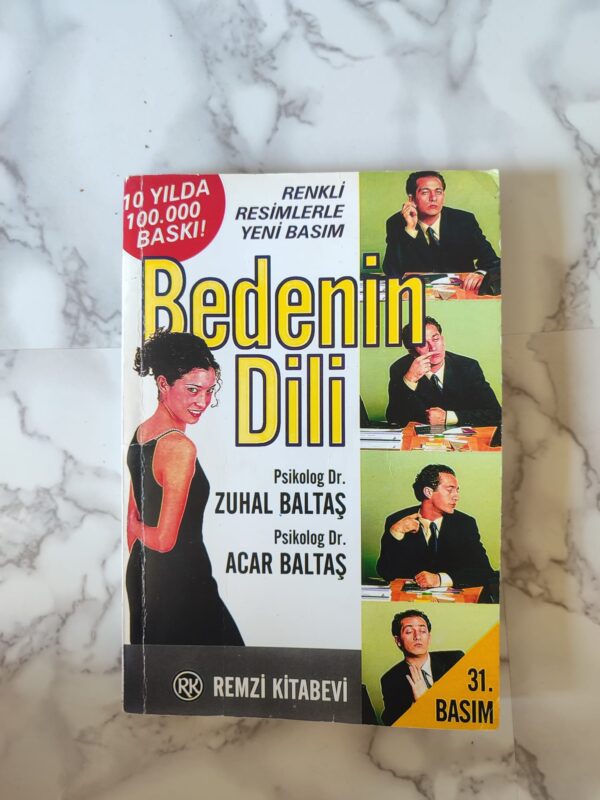 10 YILDA
100.000
BASKI!
RENKLİ
RESİMLERLE
YENİ BASIM
Bedenin
Dili
Psikolog Dr.
ZUHAL BALTAŞ
Psikolog Dr.
ACAR BALTAŞ
RK REMZİ KİTABEVİ
31.
BASIM